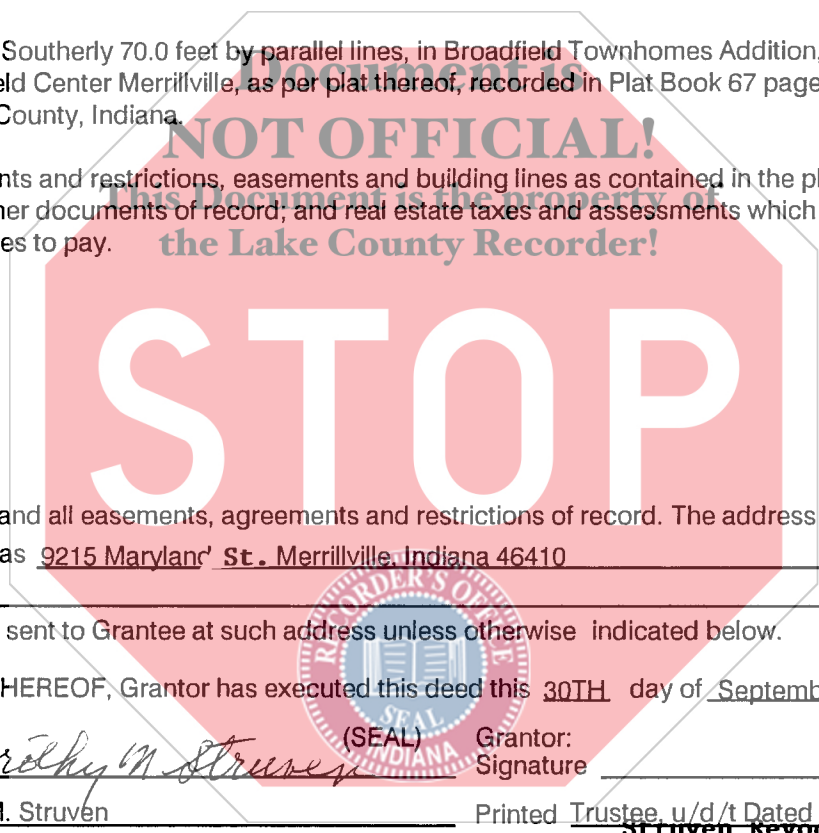 Southerly 70.0 feet by parallel lines, in Broadfield Townhomes Addition,
eld Center Merrillville, as per plat thereof, recorded in Plat Book 67 page
County, Indiana.
Document is
NOT OFFICIAL!
This Document is the property of
the Lake County Recorder!
nts and restrictions, easements and building lines as contained in the pl
her documents of record; and real estate taxes and assessments which
es to pay.
STOP
and all easements, agreements and restrictions of record. The address
as 9215 Maryland St. Merrillville, Indiana 46410
sent to Grantee at such address unless otherwise indicated below.
RECORDER'S OFFICE
SEAL
INDIANA
HEREOF, Grantor has executed this deed this 30TH day of Septemb
rothy M Struven (SEAL) Grantor:
Signature
M. Struven Printed Trustee, u/d/t Dated
Struven Revo